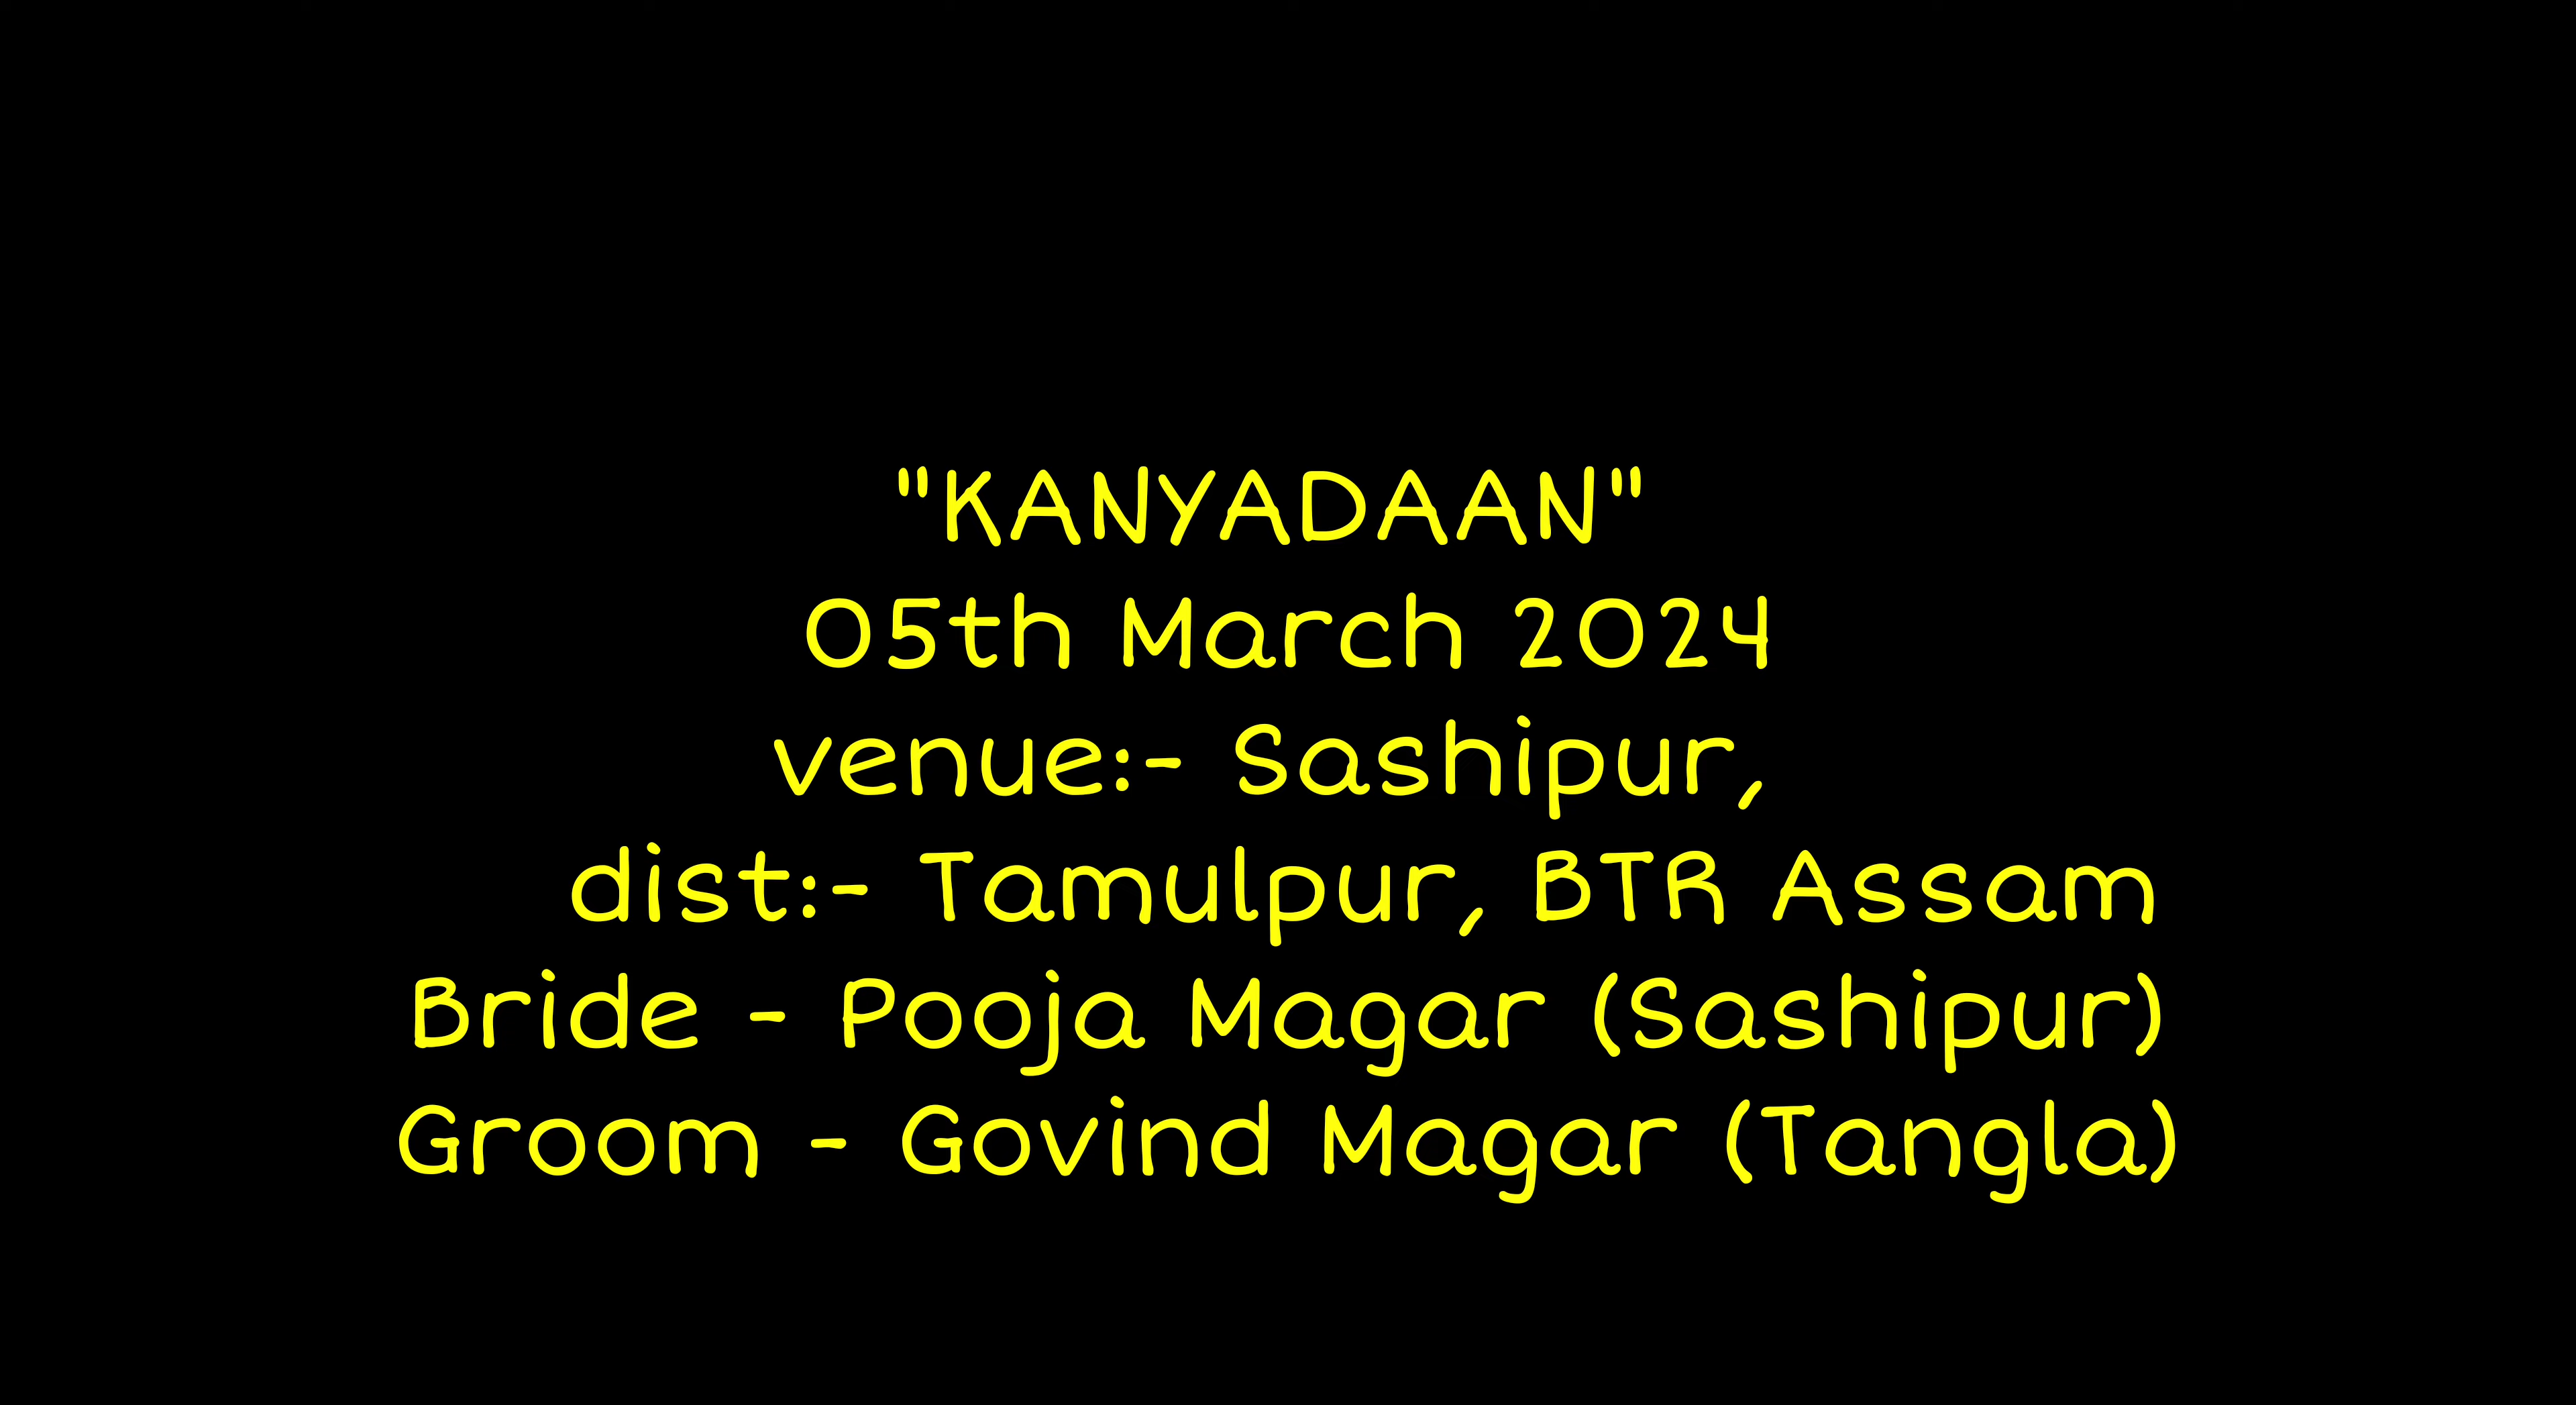 "KANYADAAN"
05th March 2024
venue:- Sashipur,
dist:- Tamulpur, BTR Assam
Bride - Pooja Magar (Sashipur)
Groom - Govind Magar (Tangla)